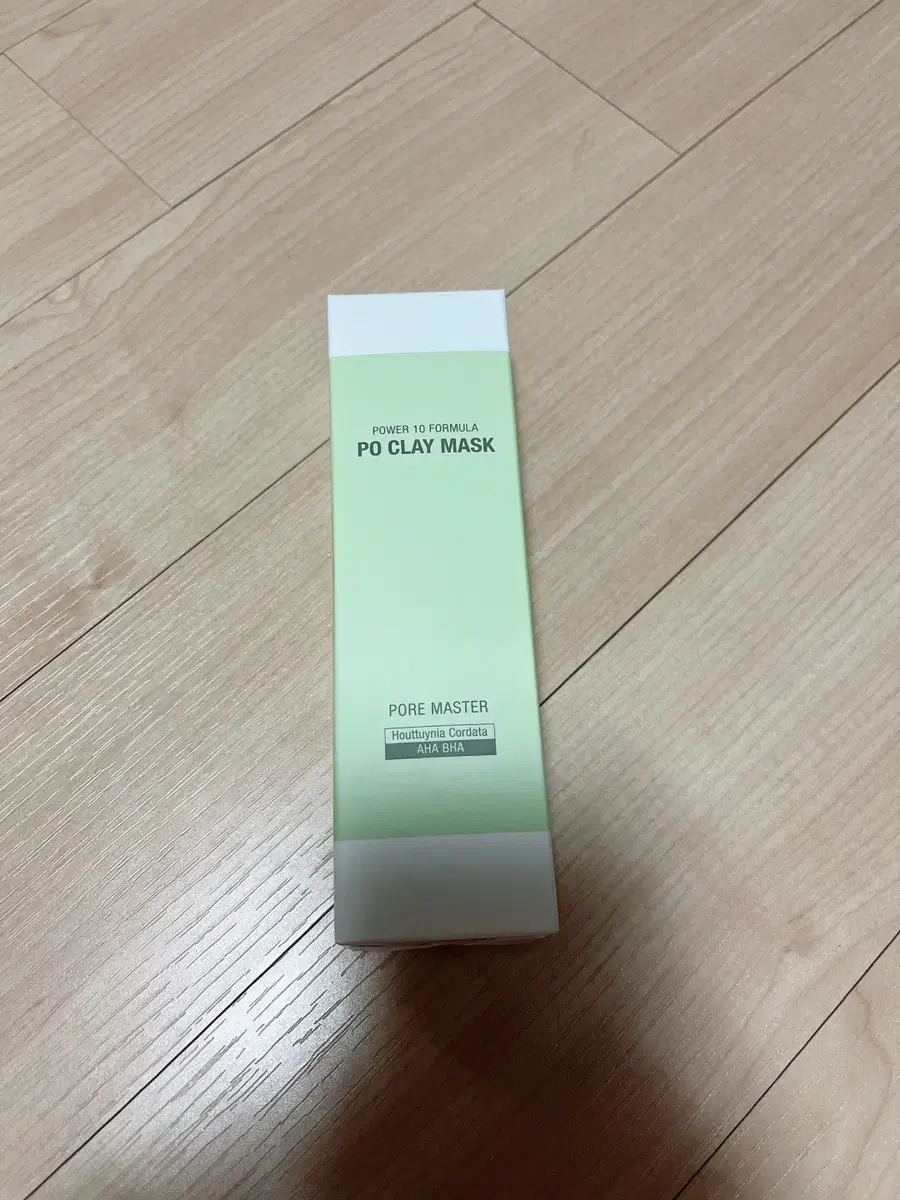 POWER 10 FORMULA
PO CLAY MASK
PORE MASTER
Houttuynia Cordata
AHA BHA